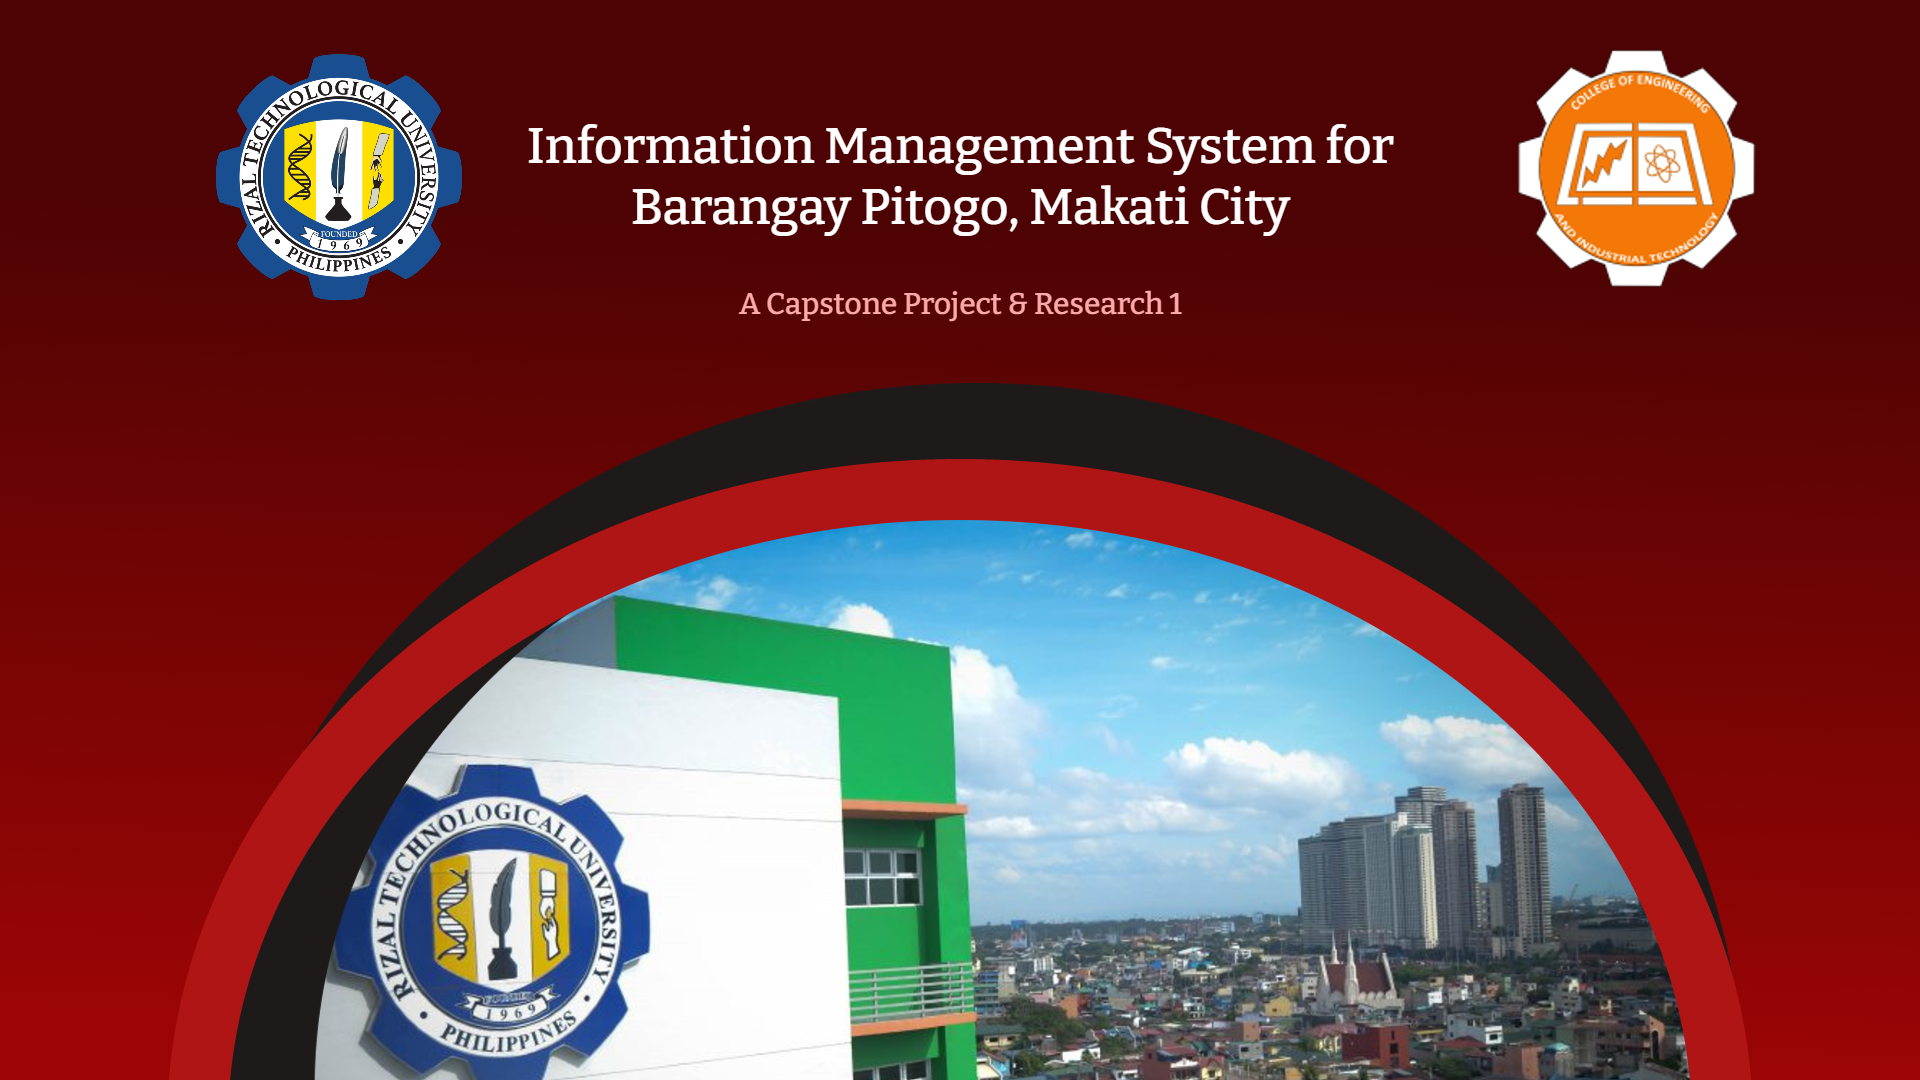 RIZAL TECHNOLOGICAL UNIVERSITY
FOUNDED
1969
PHILIPPINES
Information Management System for
Barangay Pitogo, Makati City
A Capstone Project & Research 1
COLLEGE OF ENGINEERING
AND INDUSTRIAL TECHNOLOGY
RIZAL TECHNOLOGICAL UNIVERSITY
FOUNDED
1969
PHILIPPINES